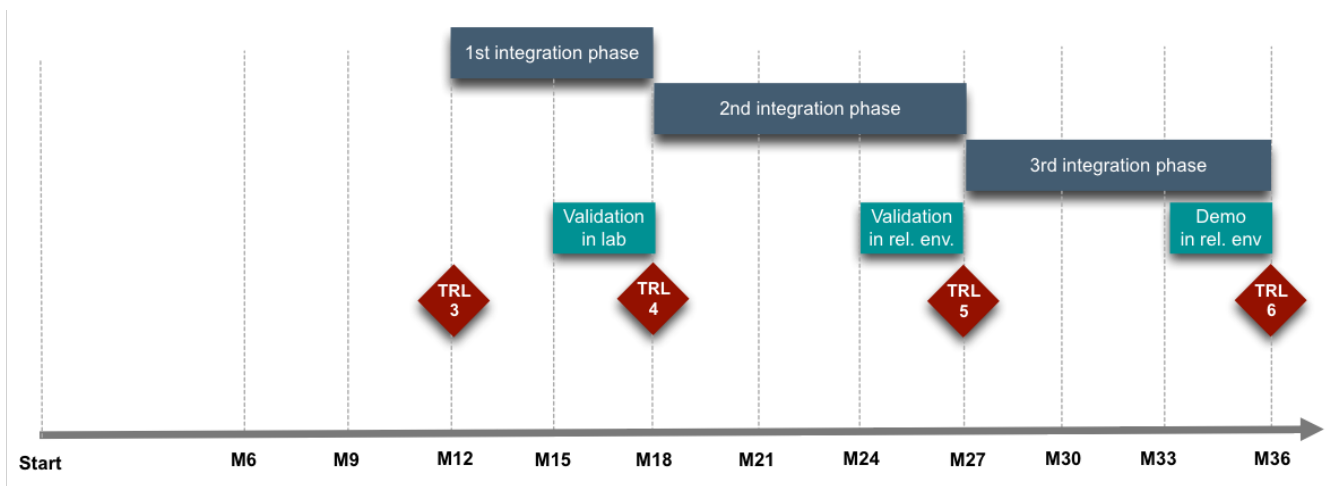 1st integration phase
2nd integration phase
3rd integration phase
Validation
in lab
Validation
in rel. env.
Demo
in rel. env
TRL
3
TRL
4
TRL
5
TRL
6
Start
M6
M9
M12
M15
M18
M21
M24
M27
M30
M33
M36